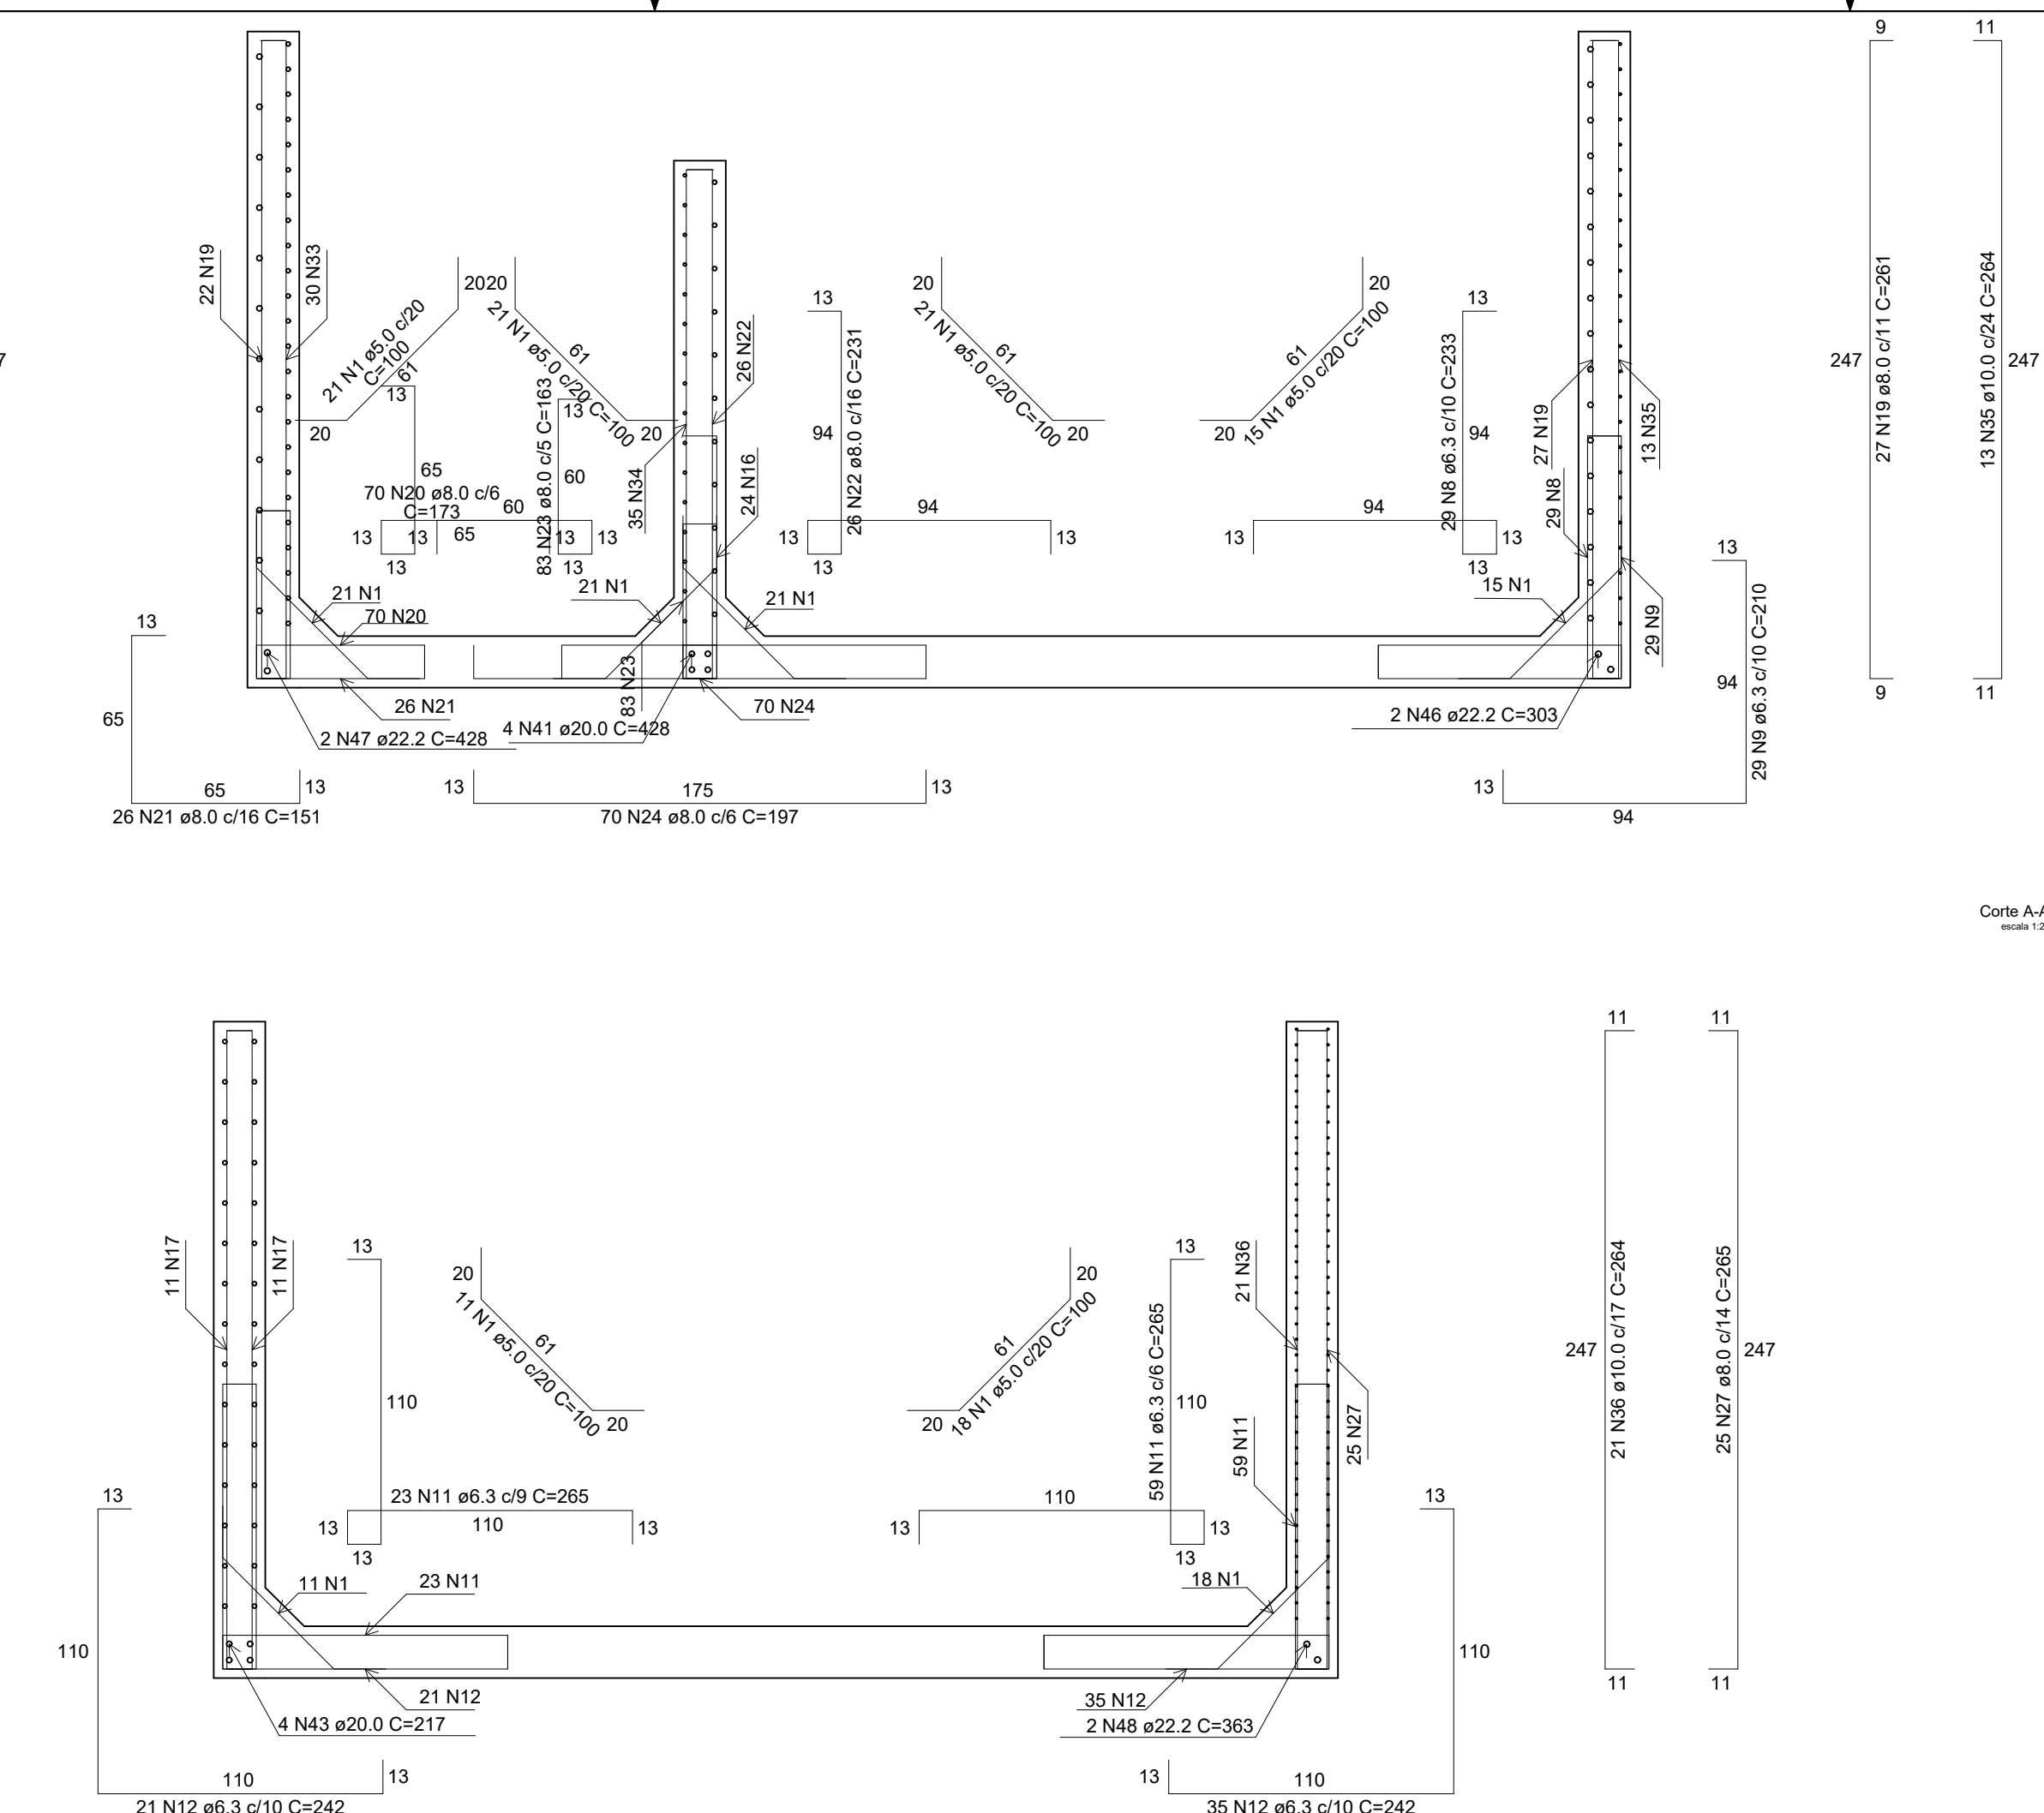 9
11
22 N19
30 N33
2020
21 N1 ø5.0 c/20
C=100
61
20
13
65
70 N20 ø8.0 c/6
C=173
60
13
13
65
13
13
13
13
13
60
83 N23 ø8.0 c/5 C=163
61
21 N1 ø5.0 c/20 C=100
20
35 N34
26 N22
24 N16
13
94
26 N22 ø8.0 c/16 C=231
94
13
13
13
20
61
21 N1 ø5.0 c/20 C=100
20
20
61
15 N1 ø5.0 c/20 C=100
20
13
94
29 N8 ø6.3 c/10 C=233
94
13
13
13
27 N19
13 N35
29 N8
29 N9
247
27 N19 ø8.0 c/11 C=261
13 N35 ø10.0 c/24 C=264
247
7
21 N1
70 N20
21 N1
21 N1
15 N1
13
65
65
13
26 N21 ø8.0 c/16 C=151
26 N21
2 N47 ø22.2 C=428
83 N23
4 N41 ø20.0 C=428
70 N24
13
175
13
70 N24 ø8.0 c/6 C=197
2 N46 ø22.2 C=303
13
94
29 N9 ø6.3 c/10 C=210
13
94
9
11
Corte A-A
escala 1:2
11
11
11 N17
11 N17
13
110
23 N11 ø6.3 c/9 C=265
110
13
13
13
20
61
11 N1 ø5.0 c/20 C=100
20
20
61
18 N1 ø5.0 c/20 C=100
20
13
110
59 N11 ø6.3 c/6 C=265
110
13
13
13
21 N36
25 N27
59 N11
247
21 N36 ø10.0 c/17 C=264
25 N27 ø8.0 c/14 C=265
247
11
11
11 N1
23 N11
18 N1
13
110
21 N12
4 N43 ø20.0 C=217
110
13
21 N12 ø6.3 c/10 C=242
35 N12
2 N48 ø22.2 C=363
13
110
13
110
35 N12 ø6.3 c/10 C=242